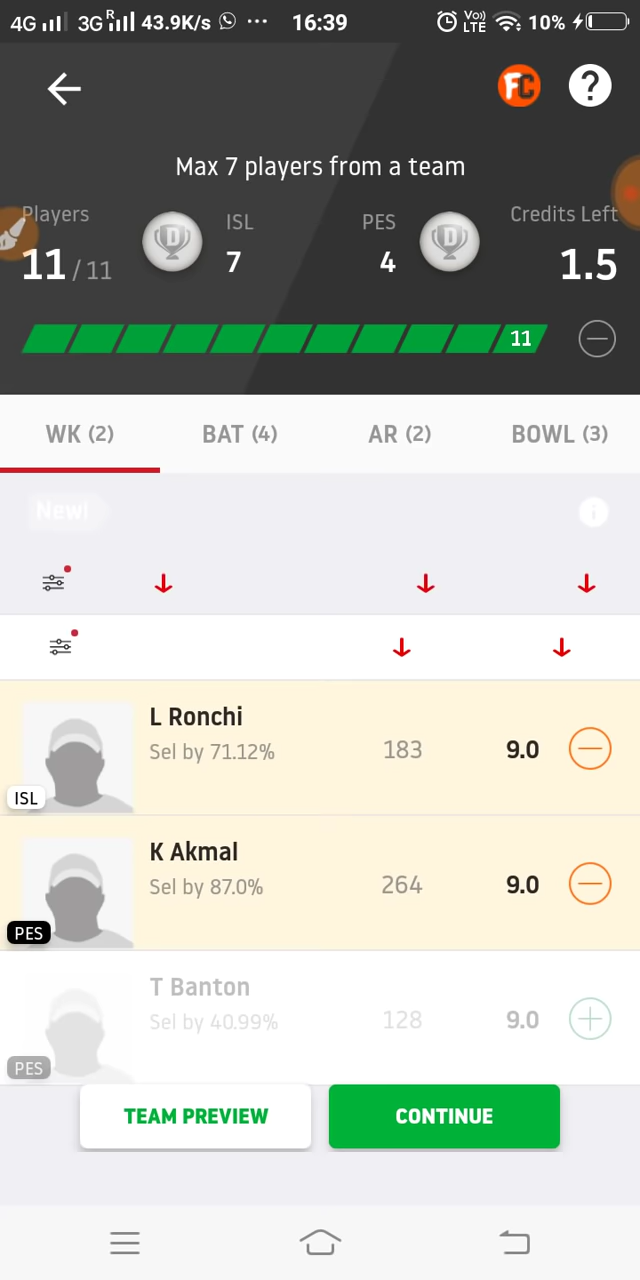 4G 3G R 43.9K/s ... 16:39 Vo) LTE 10%
FC ?
Max 7 players from a team
Players ISL PES Credits Left
11 / 11 D 7 4 D 1.5
11
WK (2) BAT (4) AR (2) BOWL (3)
New!
L Ronchi
Sel by 71.12% 183 9.0
ISL
K Akmal
Sel by 87.0% 264 9.0
PES
T Banton
Sel by 40.99% 128 9.0
PES
TEAM PREVIEW CONTINUE